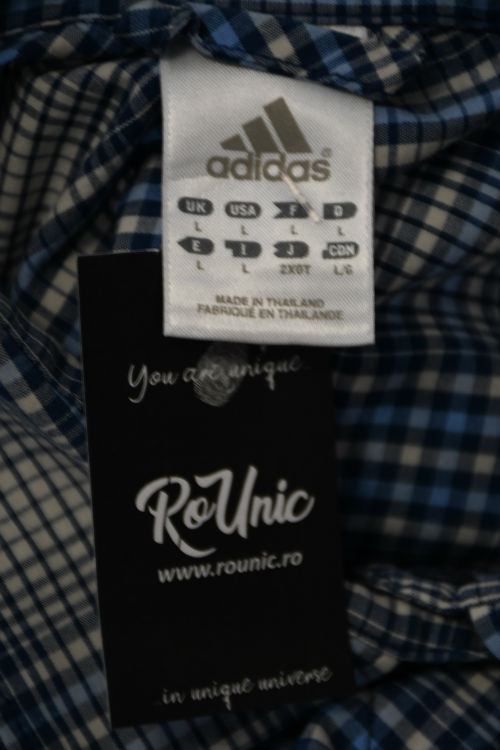 adidas®
UK USA F D
L L L L
E I J CDN
L L 2XOT L/G
MADE IN THAILAND
FABRIQUÉ EN THAILANDE
You are unique...
RoUnic
www.rounic.ro
...in unique universe